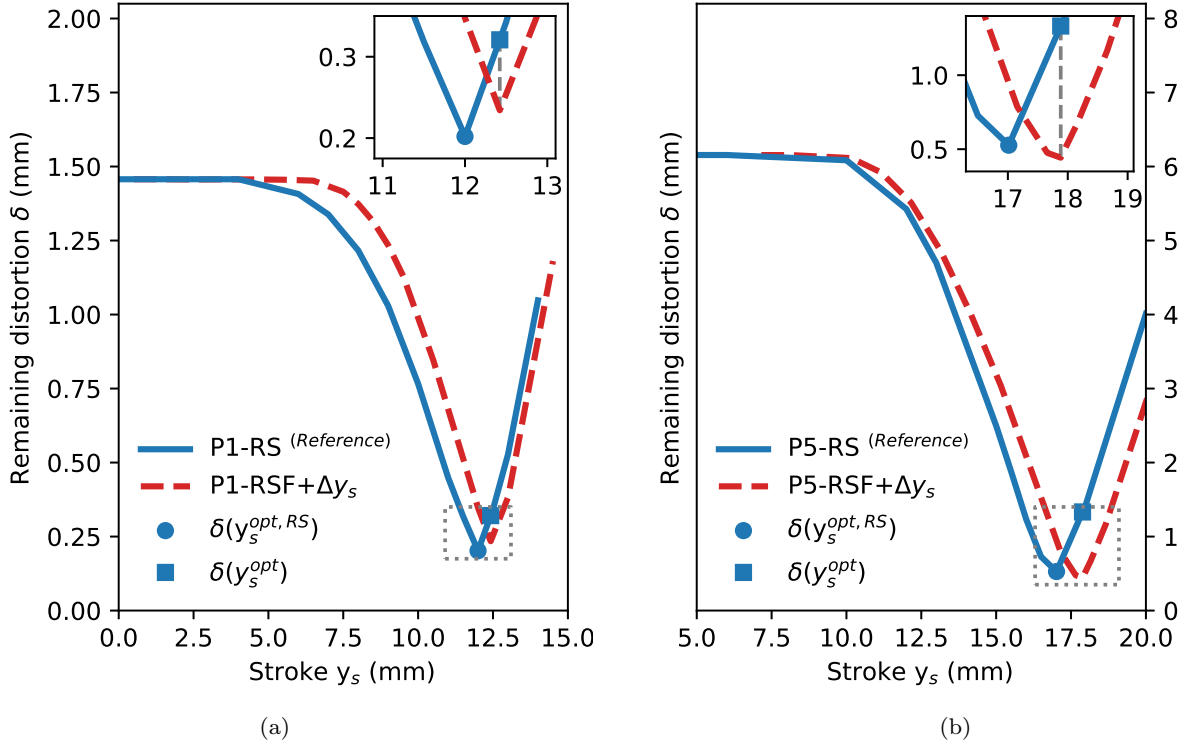 2.00
1.75
1.50
1.25
1.00
0.75
0.50
0.25
0.00
Remaining distortion δ (mm)
0.3
0.2
11 12 13
P1-RS (Reference)
P1-RSF+Δy_s
δ(y_s^{opt, RS})
δ(y_s^{opt})
0.0 2.5 5.0 7.5 10.0 12.5 15.0
Stroke y_s (mm)
(a)
Remaining distortion δ (mm)
1.0
0.5
17 18 19
P5-RS (Reference)
P5-RSF+Δy_s
δ(y_s^{opt, RS})
δ(y_s^{opt})
8
7
6
5
4
3
2
1
0
5.0 7.5 10.0 12.5 15.0 17.5 20.0
Stroke y_s (mm)
(b)